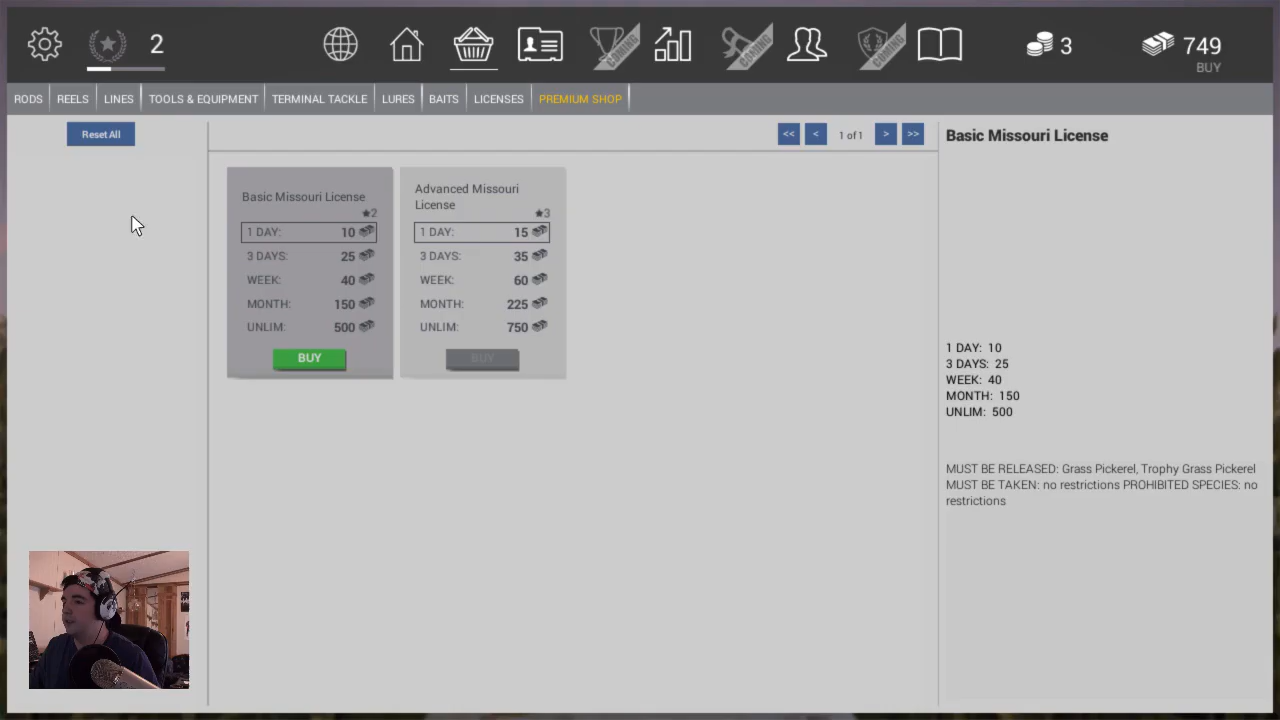 2
COMING
COMING
COMING
3
749
BUY
RODS REELS LINES TOOLS & EQUIPMENT TERMINAL TACKLE LURES BAITS LICENSES PREMIUM SHOP
Reset All
<< < 1 of 1 > >>
Basic Missouri License
★2
1 DAY: 10
3 DAYS: 25
WEEK: 40
MONTH: 150
UNLIM: 500
BUY
Advanced Missouri
License
★3
1 DAY: 15
3 DAYS: 35
WEEK: 60
MONTH: 225
UNLIM: 750
BUY
Basic Missouri License
1 DAY: 10
3 DAYS: 25
WEEK: 40
MONTH: 150
UNLIM: 500
MUST BE RELEASED: Grass Pickerel, Trophy Grass Pickerel
MUST BE TAKEN: no restrictions PROHIBITED SPECIES: no
restrictions